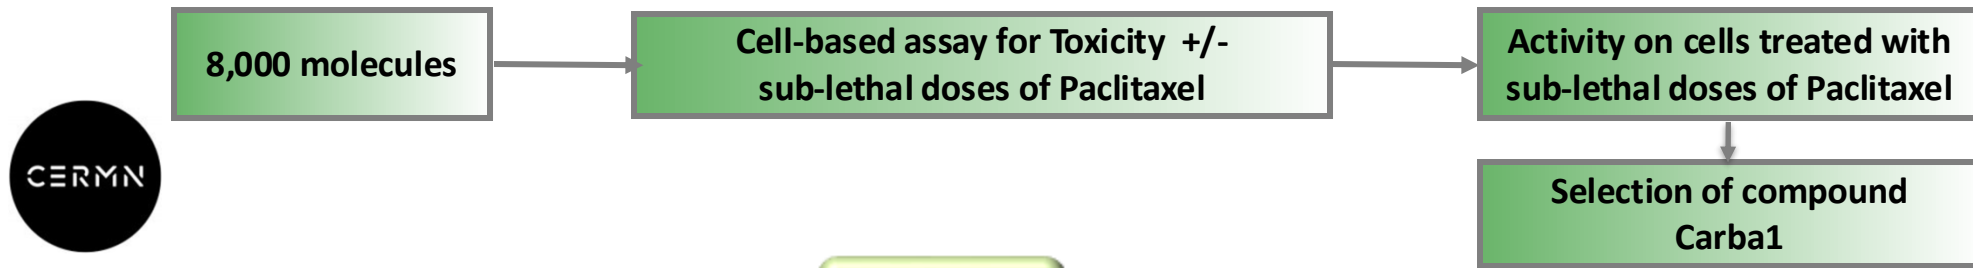 8,000 molecules
Cell-based assay for Toxicity +/-
sub-lethal doses of Paclitaxel
Activity on cells treated with
sub-lethal doses of Paclitaxel
CERMN
Selection of compound
Carba1